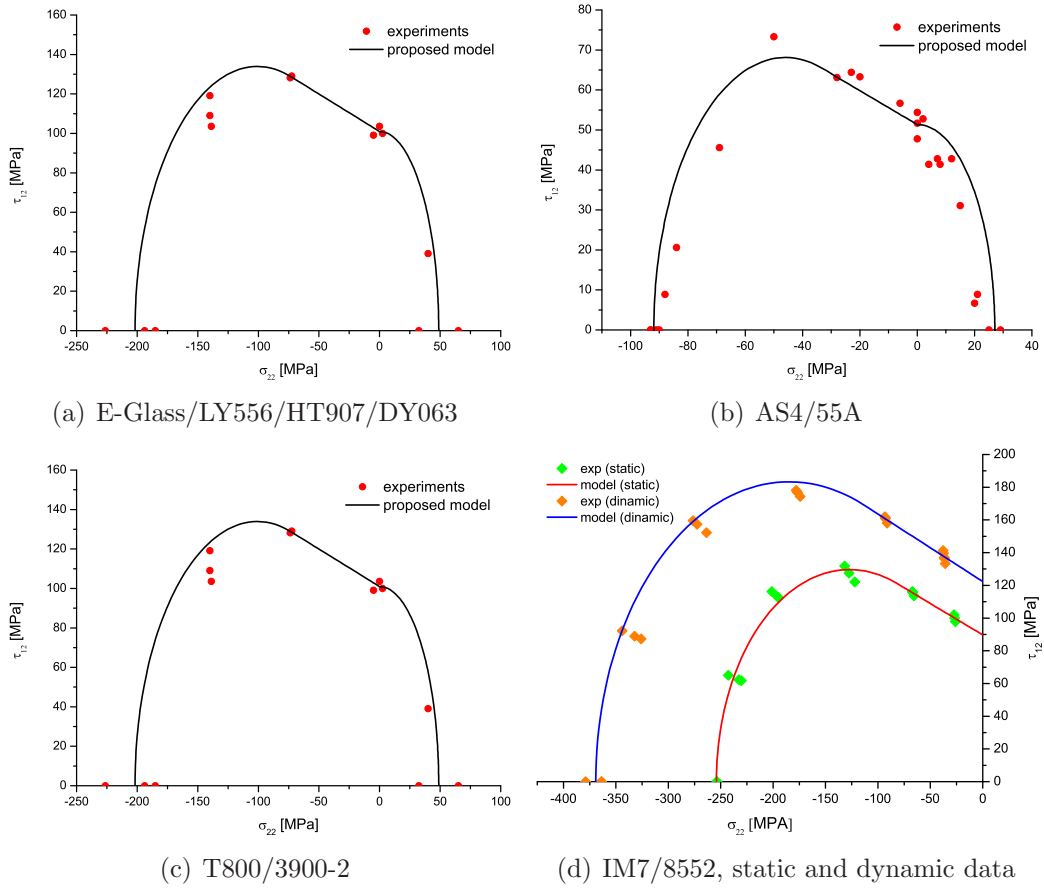 160
140
120
100
80
60
40
20
0
-250 -200 -150 -100 -50 0 50 100
τ12 [MPa]
σ22 [MPa]
experiments
proposed model
(a) E-Glass/LY556/HT907/DY063
80
70
60
50
40
30
20
10
0
-100 -80 -60 -40 -20 0 20 40
τ12 [MPa]
σ22 [MPa]
experiments
proposed model
(b) AS4/55A
160
140
120
100
80
60
40
20
0
-250 -200 -150 -100 -50 0 50 100
τ12 [MPa]
σ22 [MPa]
experiments
proposed model
(c) T800/3900-2
exp (static)
model (static)
exp (dinamic)
model (dinamic)
200
180
160
140
120
100
80
60
40
20
0
-400 -350 -300 -250 -200 -150 -100 -50 0
τ12 [MPa]
σ22 [MPA]
(d) IM7/8552, static and dynamic data